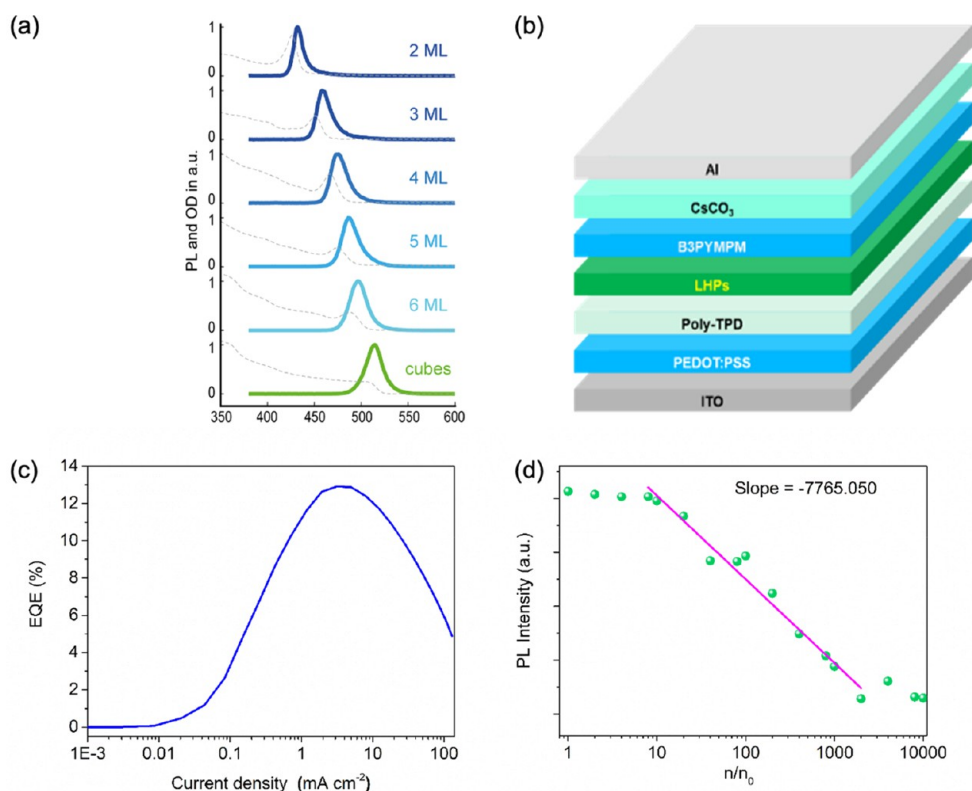 (a)
PL and OD in a.u.
1
0
2 ML
1
0
3 ML
1
0
4 ML
1
0
5 ML
1
0
6 ML
1
0
cubes
350 400 450 500 550 600
(b)
Al
CsCO₃
B3PYMPM
LHPs
Poly-TPD
PEDOT:PSS
ITO
(c)
EQE (%)
14
12
10
8
6
4
2
0
1E-3 0.01 0.1 1 10 100
Current density (mA cm⁻²)
(d)
PL Intensity (a.u.)
Slope = -7765.050
1 10 100 1000 10000
n/n₀